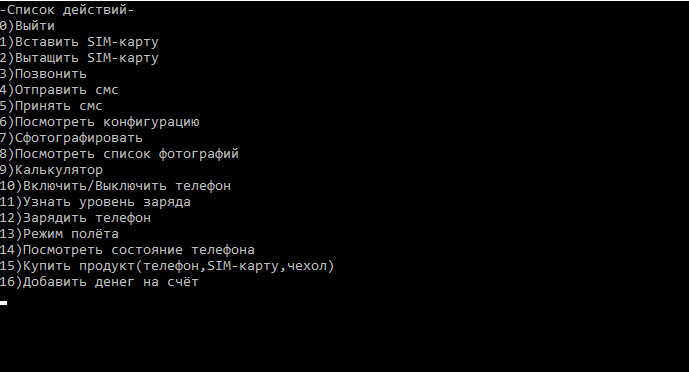 -Список действий-
0)Выйти
1)Вставить SIM-карту
2)Вытащить SIM-карту
3)Позвонить
4)Отправить смс
5)Принять смс
6)Посмотреть конфигурацию
7)Сфотографировать
8)Посмотреть список фотографий
9)Калькулятор
10)Включить/Выключить телефон
11)Узнать уровень заряда
12)Зарядить телефон
13)Режим полёта
14)Посмотреть состояние телефона
15)Купить продукт(телефон,SIM-карту,чехол)
16)Добавить денег на счёт